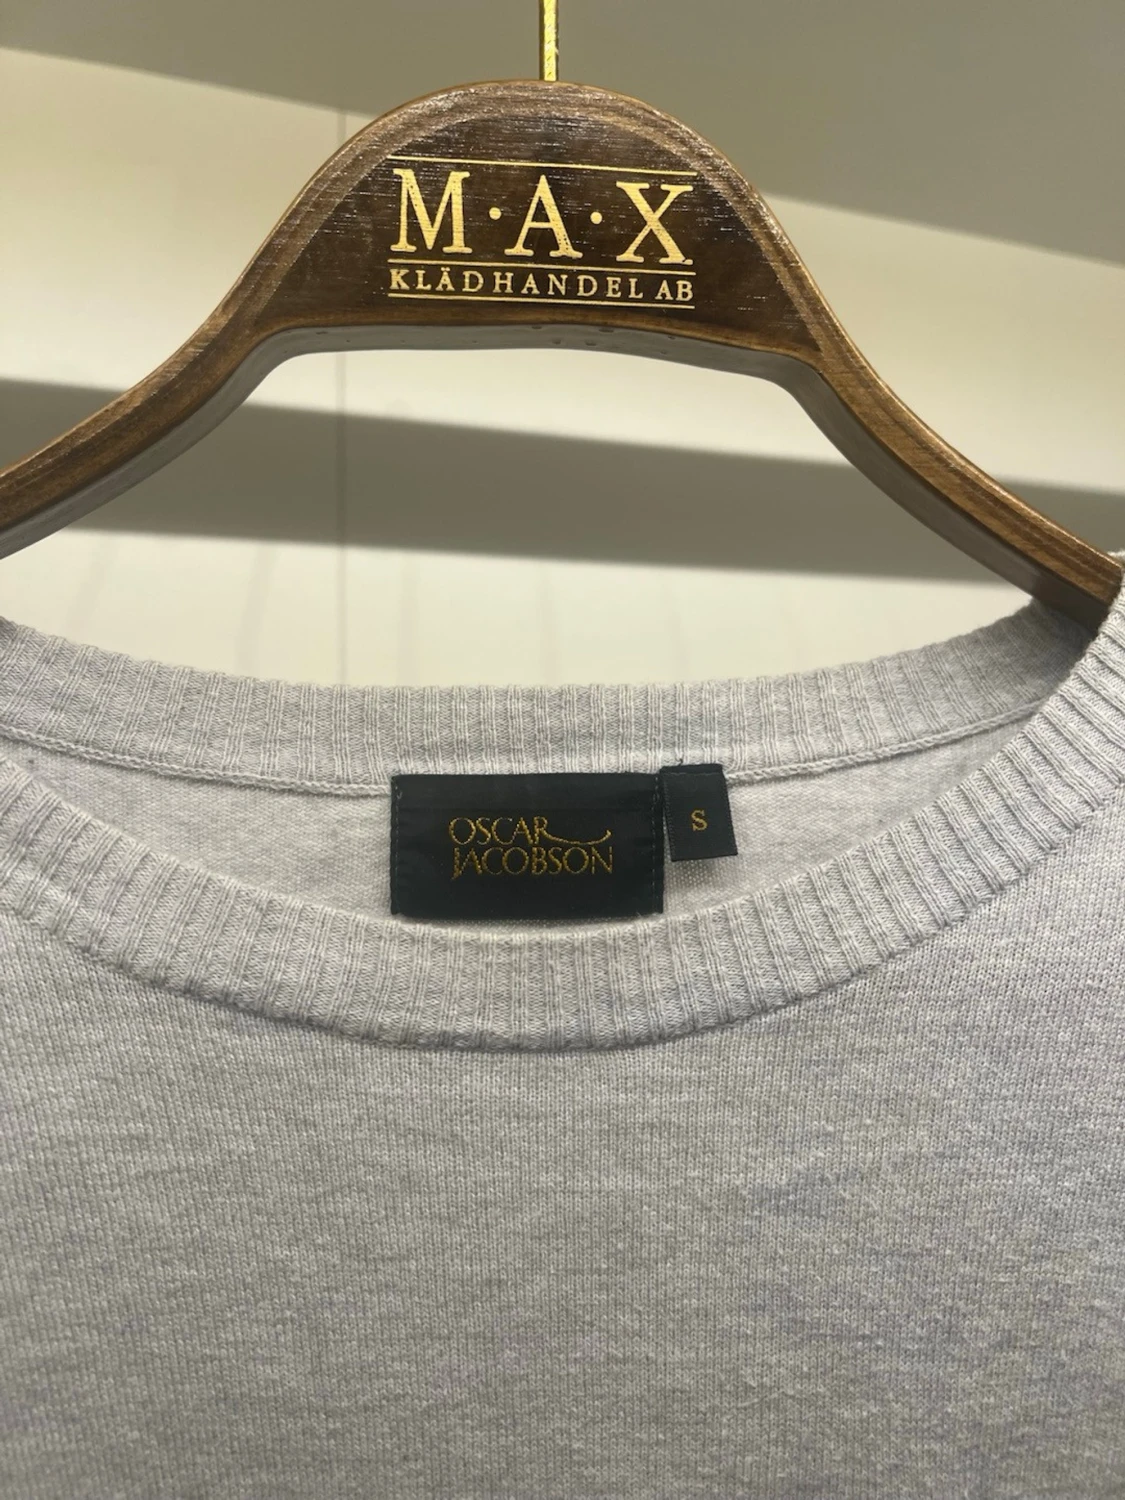 M·A·X
KLÄDHANDEL AB
OSCAR
JACOBSON
S